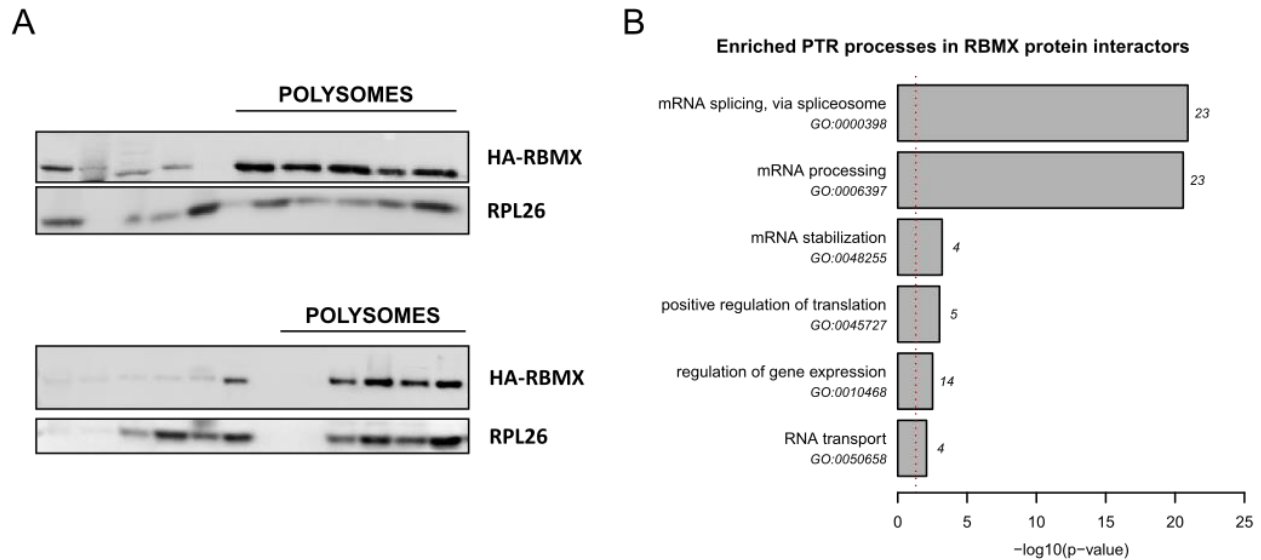 A
POLYSOMES
HA-RBMX
RPL26
POLYSOMES
HA-RBMX
RPL26
B
Enriched PTR processes in RBMX protein interactors
mRNA splicing, via spliceosome
GO:0000398
23
mRNA processing
GO:0006397
23
mRNA stabilization
GO:0048255
4
positive regulation of translation
GO:0045727
5
regulation of gene expression
GO:0010468
14
RNA transport
GO:0050658
4
0 5 10 15 20 25
−log10(p−value)